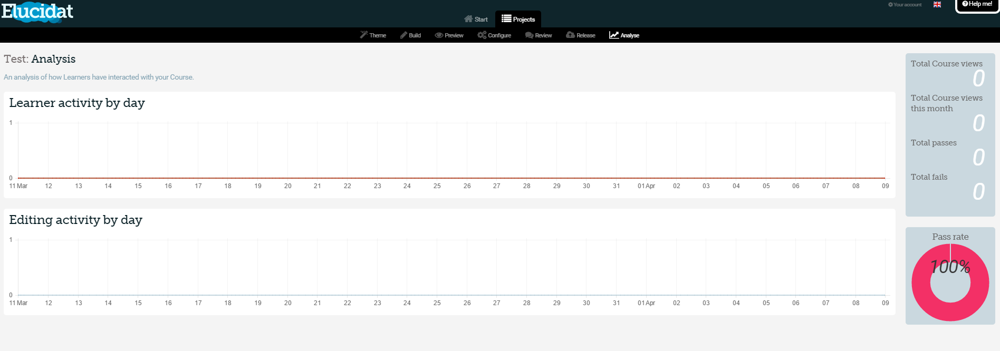 Elucidat
Your account
Help me!
Start
Projects
Theme
Build
Preview
Configure
Review
Release
Analyse
Test: Analysis
An analysis of how Learners have interacted with your Course.
Learner activity by day
1
0
11 Mar 12 13 14 15 16 17 18 19 20 21 22 23 24 25 26 27 28 29 30 31 01 Apr 02 03 04 05 06 07 08 09
Editing activity by day
1
0
11 Mar 12 13 14 15 16 17 18 19 20 21 22 23 24 25 26 27 28 29 30 31 01 Apr 02 03 04 05 06 07 08 09
Total Course views
0
Total Course views
this month
0
Total passes
0
Total fails
0
Pass rate
100%